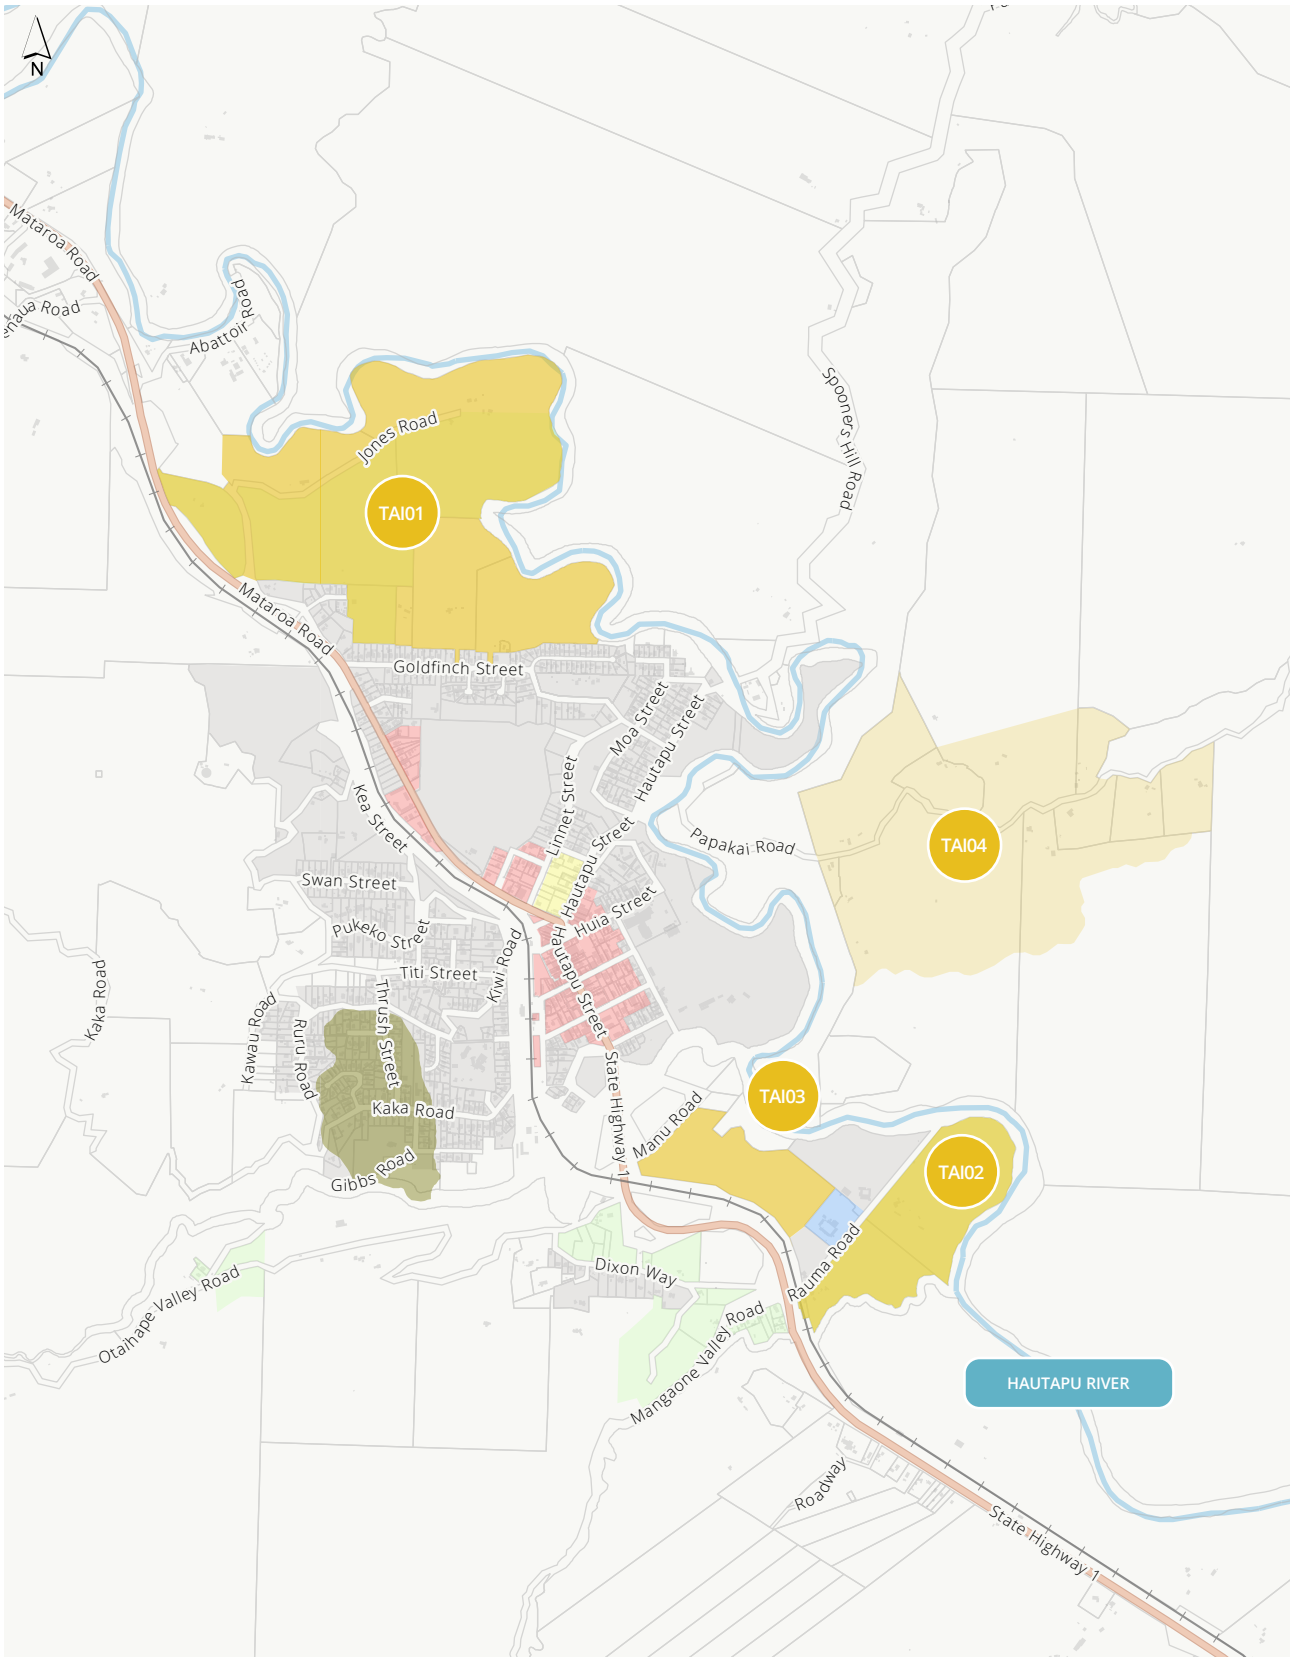 N
Mataroa Road
enaua Road
Abattoir
Road
Jones Road
TAI01
Spooners Hill Road
Mataroa Road
Goldfinch Street
Moa Street
Hautapu Street
Linnet Street
Kea Street
Hautapu Street
Papakai Road
TAI04
Swan Street
Huia Street
Pukeko Street
Hautapu Street
Titi Street
Kiwi Road
Kaka Road
Thrush Street
Kawau Road
Ruru Road
State Highway 1
TAI03
Kaka Road
Manu Road
TAI02
Gibbs Road
Rauma Road
Dixon Way
Otaihape Valley Road
Mangaone Valley Road
HAUTAPU RIVER
Roadway
State Highway 1